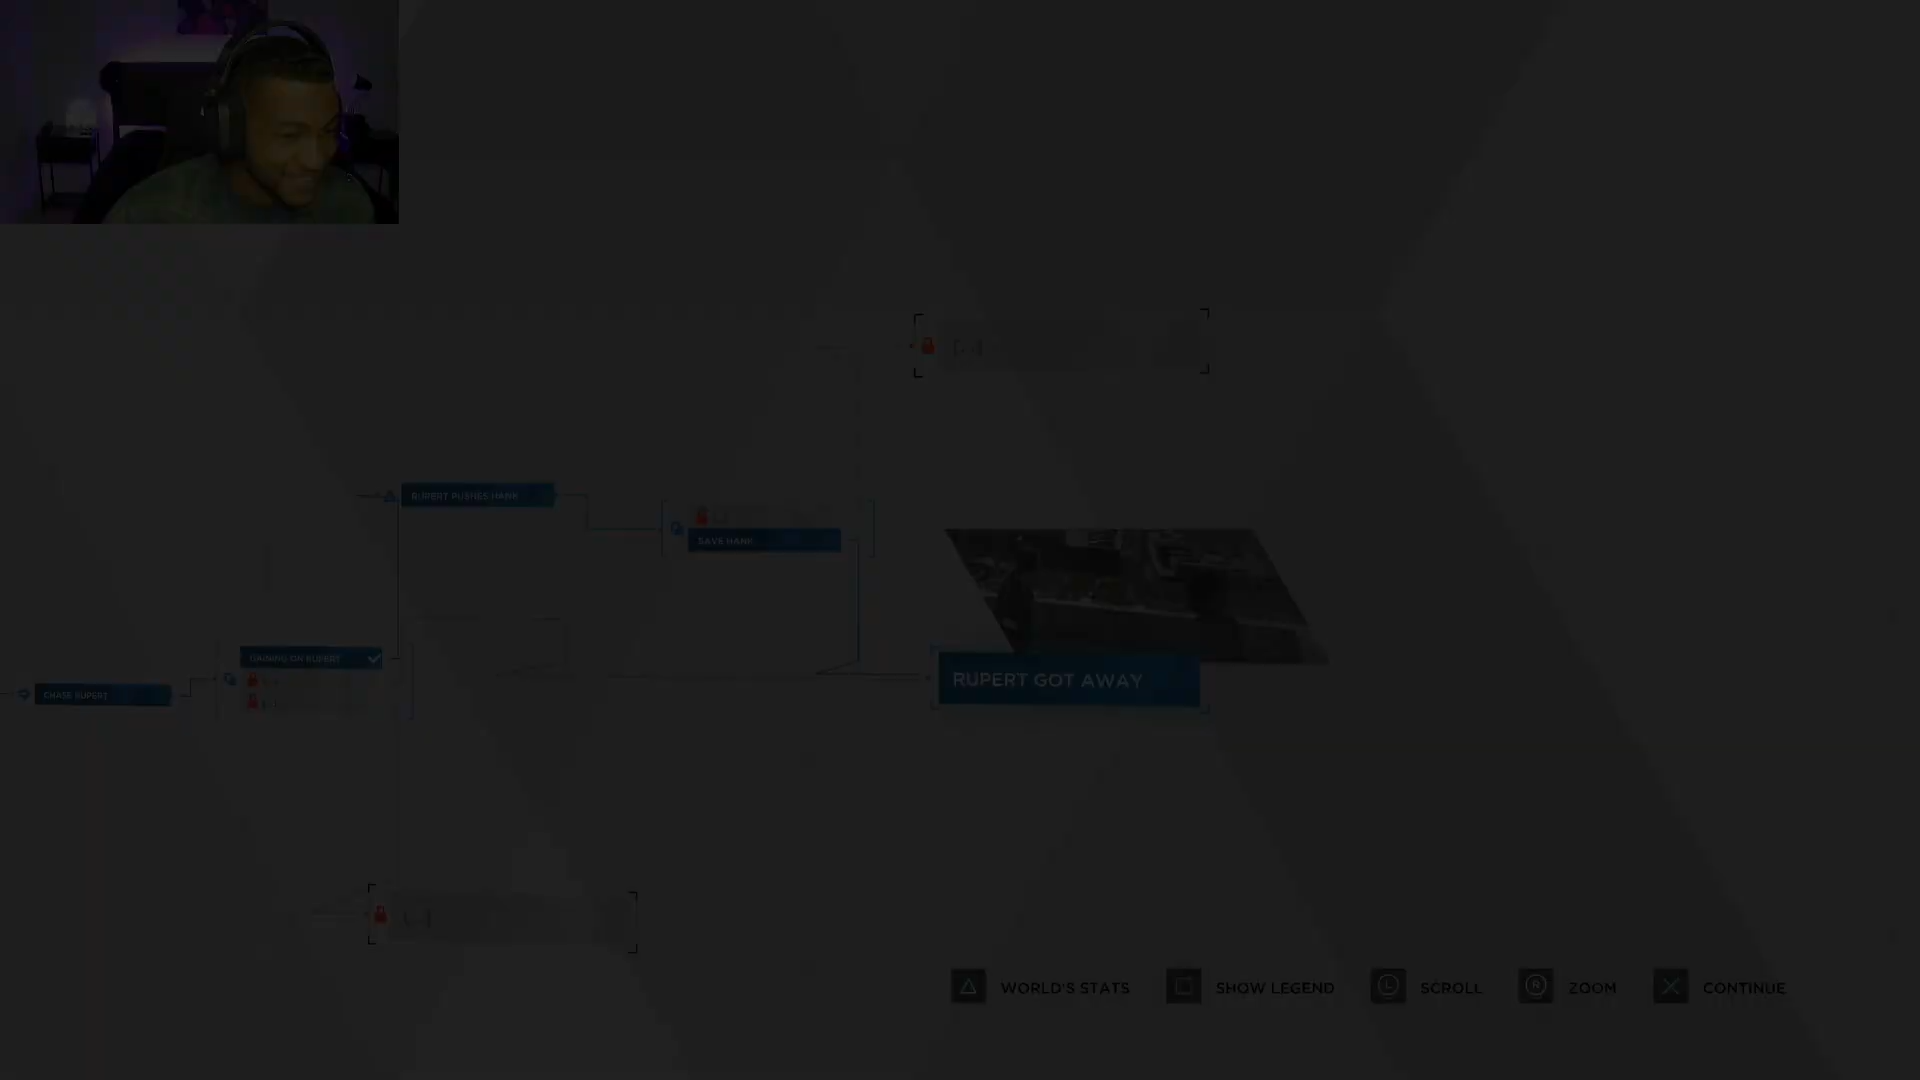 RUPERT PUSHES HANK
SAVE HANK
GAINING ON RUPERT
CHASE RUPERT
RUPERT GOT AWAY
WORLD'S STATS
SHOW LEGEND
SCROLL
ZOOM
CONTINUE